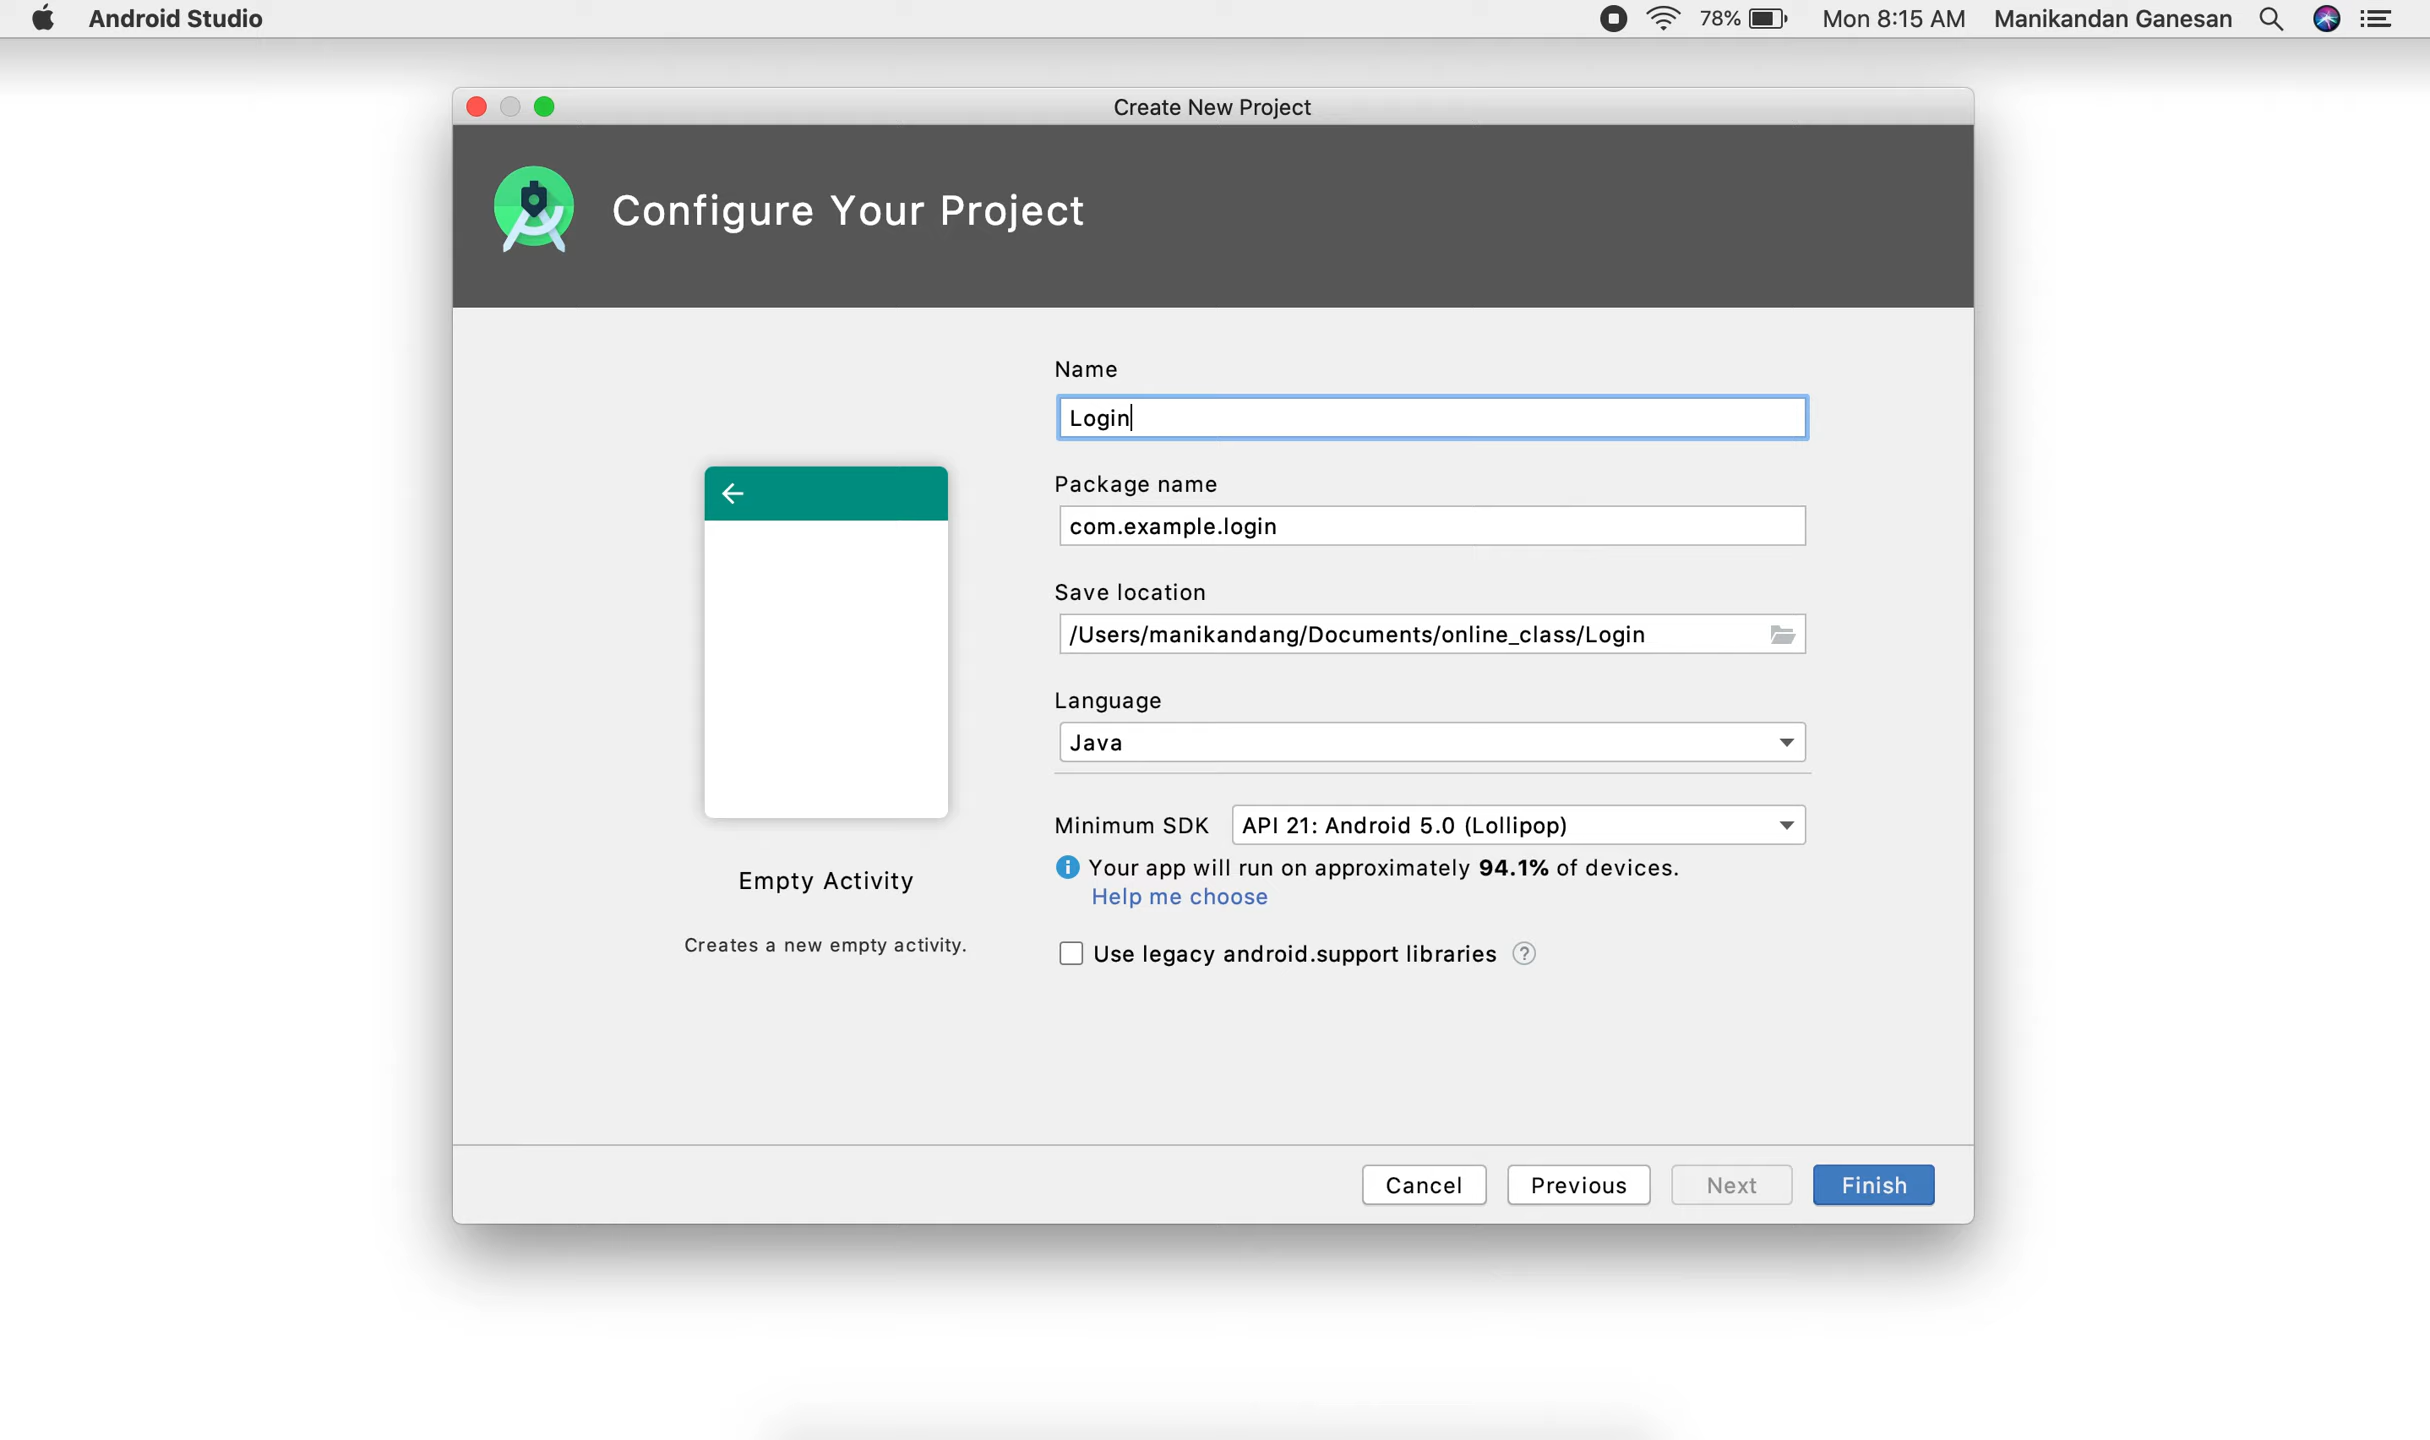 Android Studio
78%
Mon 8:15 AM
Manikandan Ganesan
Create New Project
Configure Your Project
Name
Login
Package name
com.example.login
Save location
/Users/manikandang/Documents/online_class/Login
Language
Java
Minimum SDK
API 21: Android 5.0 (Lollipop)
Your app will run on approximately 94.1% of devices.
Help me choose
Use legacy android.support libraries
?
Empty Activity
Creates a new empty activity.
Cancel
Previous
Next
Finish